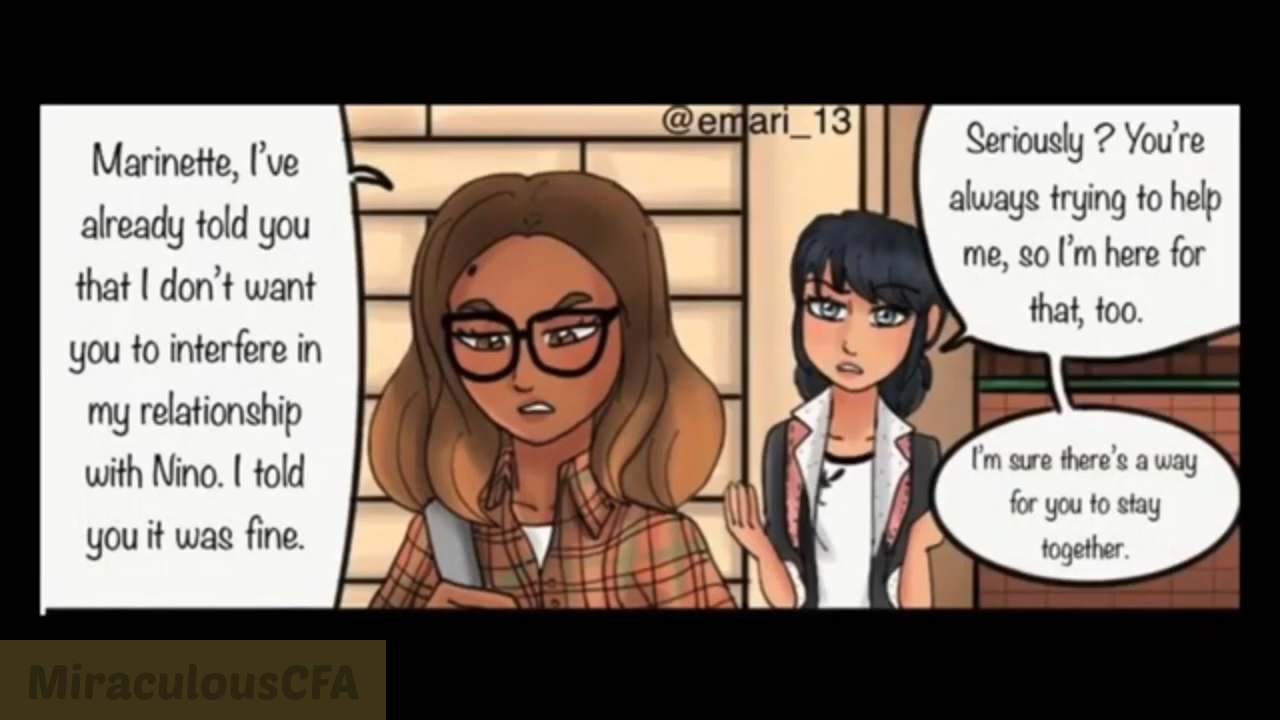 @emari_13
Marinette, I've
already told you
that I don't want
you to interfere in
my relationship
with Nino. I told
you it was fine.
Seriously ? You're
always trying to help
me, so I'm here for
that, too.
I'm sure there's a way
for you to stay
together.
MiraculousCFA